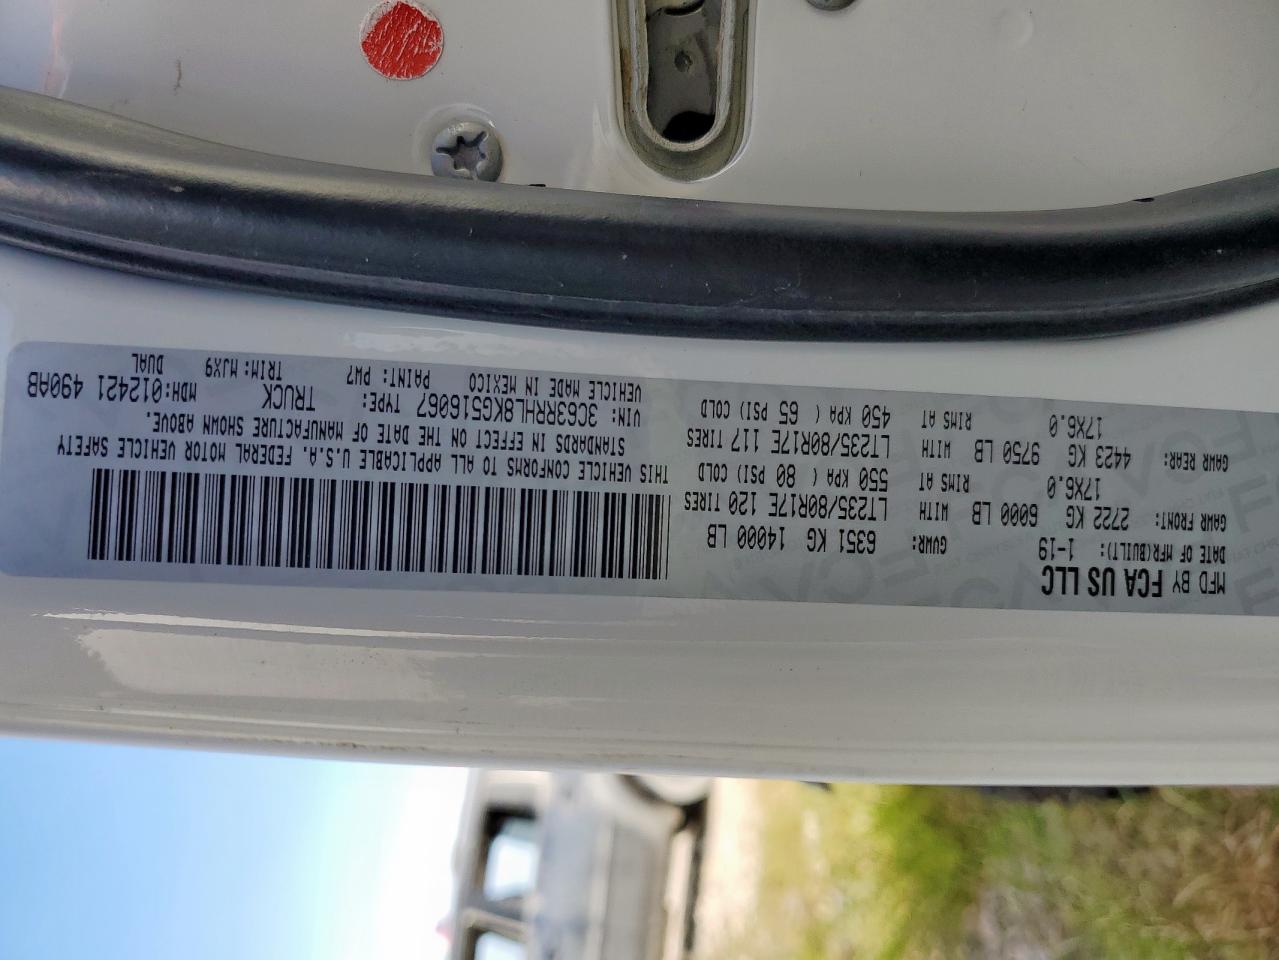 MFD BY FCA US LLC
DATE OF MFR(BUILT): 1-19
GVWR: 6351 KG 14000 LB
GAWR FRONT: 2722 KG 6000 LB WITH LT235/80R17E 120 TIRES
17X6.0 RIMS AT 550 KPA ( 80 PSI) COLD
GAWR REAR: 4423 KG 9750 LB WITH LT235/80R17E 117 TIRES
17X6.0 RIMS AT 450 KPA ( 65 PSI) COLD
THIS VEHICLE CONFORMS TO ALL APPLICABLE U.S.A. FEDERAL MOTOR VEHICLE SAFETY
STANDARDS IN EFFECT ON THE DATE OF MANUFACTURE SHOWN ABOVE.
VIN: 3C63RRHL8KG516067 TYPE: TRUCK MDH:012421 490AB
VEHICLE MADE IN MEXICO PAINT: PW7 TRIM: MJX9 DUAL